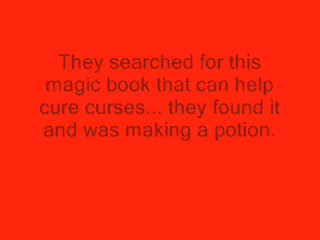 They searched for this
magic book that can help
cure curses... they found it
and was making a potion.